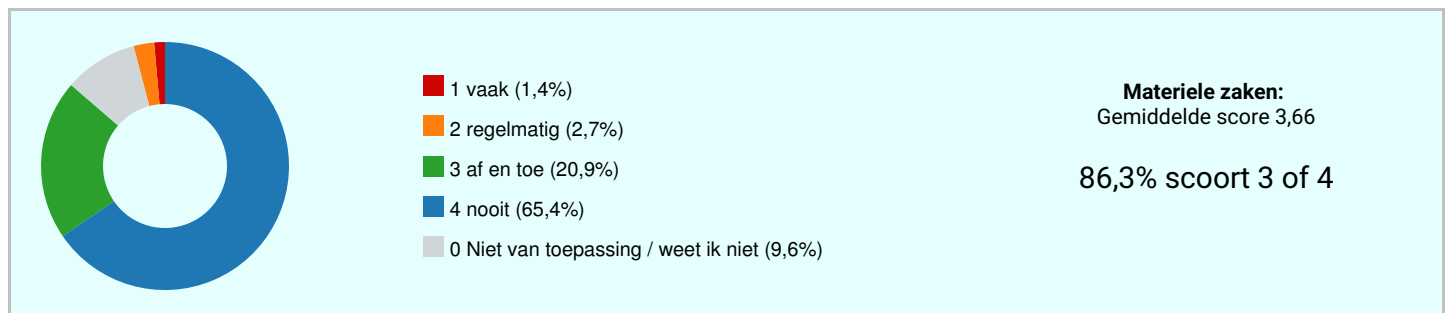 1 vaak (1,4%)
2 regelmatig (2,7%)
3 af en toe (20,9%)
4 nooit (65,4%)
0 Niet van toepassing / weet ik niet (9,6%)
Materiele zaken:
Gemiddelde score 3,66
86,3% scoort 3 of 4